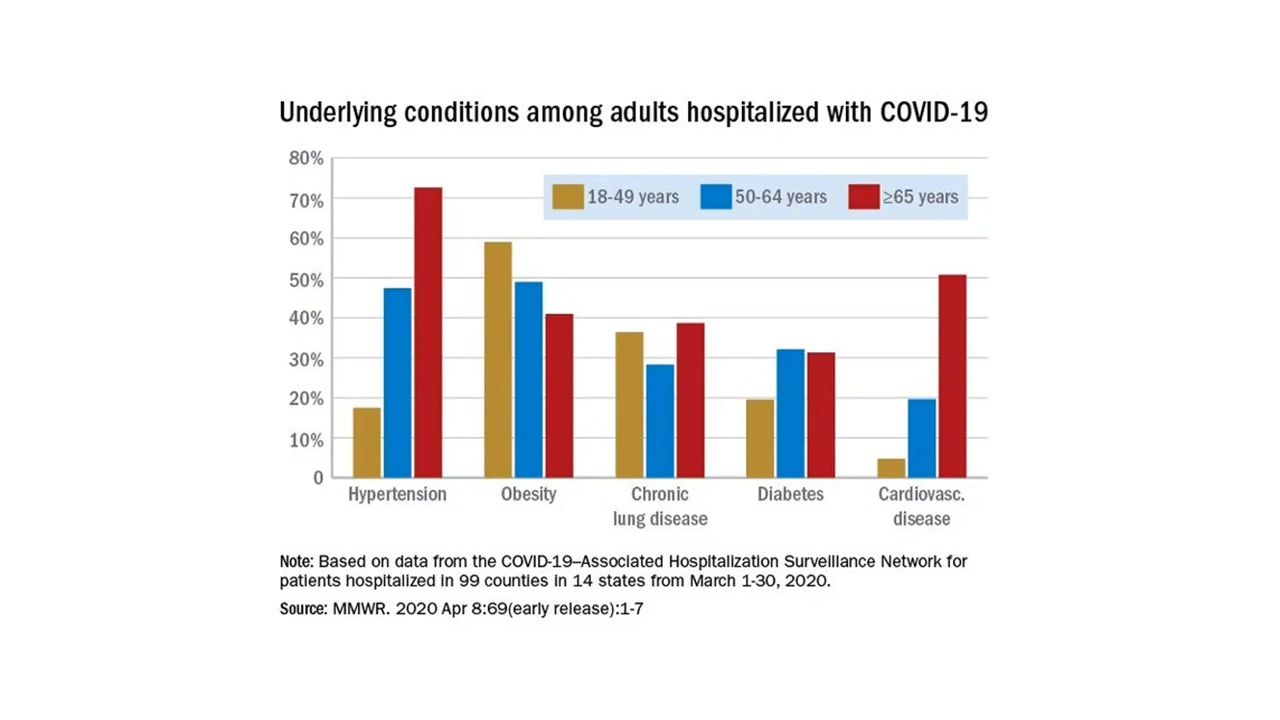 Underlying conditions among adults hospitalized with COVID-19
80%
18-49 years 50-64 years ≥65 years
70%
60%
50%
40%
30%
20%
10%
0
Hypertension Obesity Chronic lung disease Diabetes Cardiovasc. disease
Note: Based on data from the COVID-19–Associated Hospitalization Surveillance Network for
patients hospitalized in 99 counties in 14 states from March 1-30, 2020.
Source: MMWR. 2020 Apr 8:69(early release):1-7